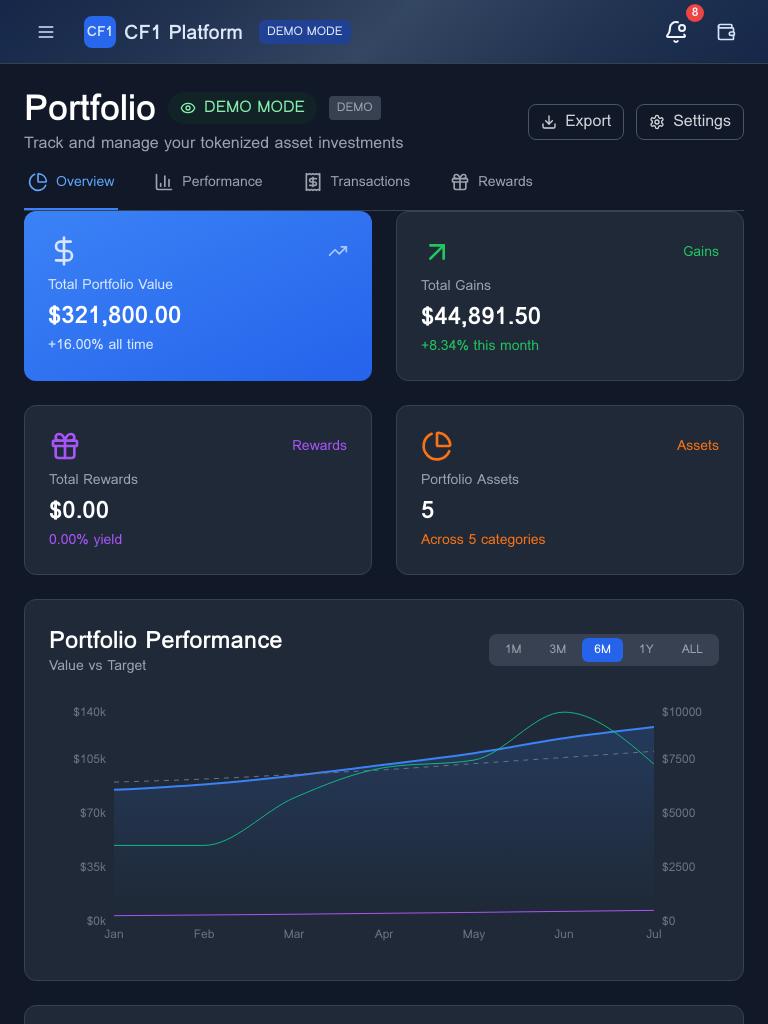 CF1 CF1 Platform DEMO MODE 8
Portfolio DEMO MODE DEMO
Track and manage your tokenized asset investments
Export Settings
Overview Performance Transactions Rewards
Total Portfolio Value
$321,800.00
+16.00% all time
Gains
Total Gains
$44,891.50
+8.34% this month
Rewards
Total Rewards
$0.00
0.00% yield
Assets
Portfolio Assets
5
Across 5 categories
Portfolio Performance
Value vs Target
1M 3M 6M 1Y ALL
$140k $10000
$105k $7500
$70k $5000
$35k $2500
$0k $0
Jan Feb Mar Apr May Jun Jul